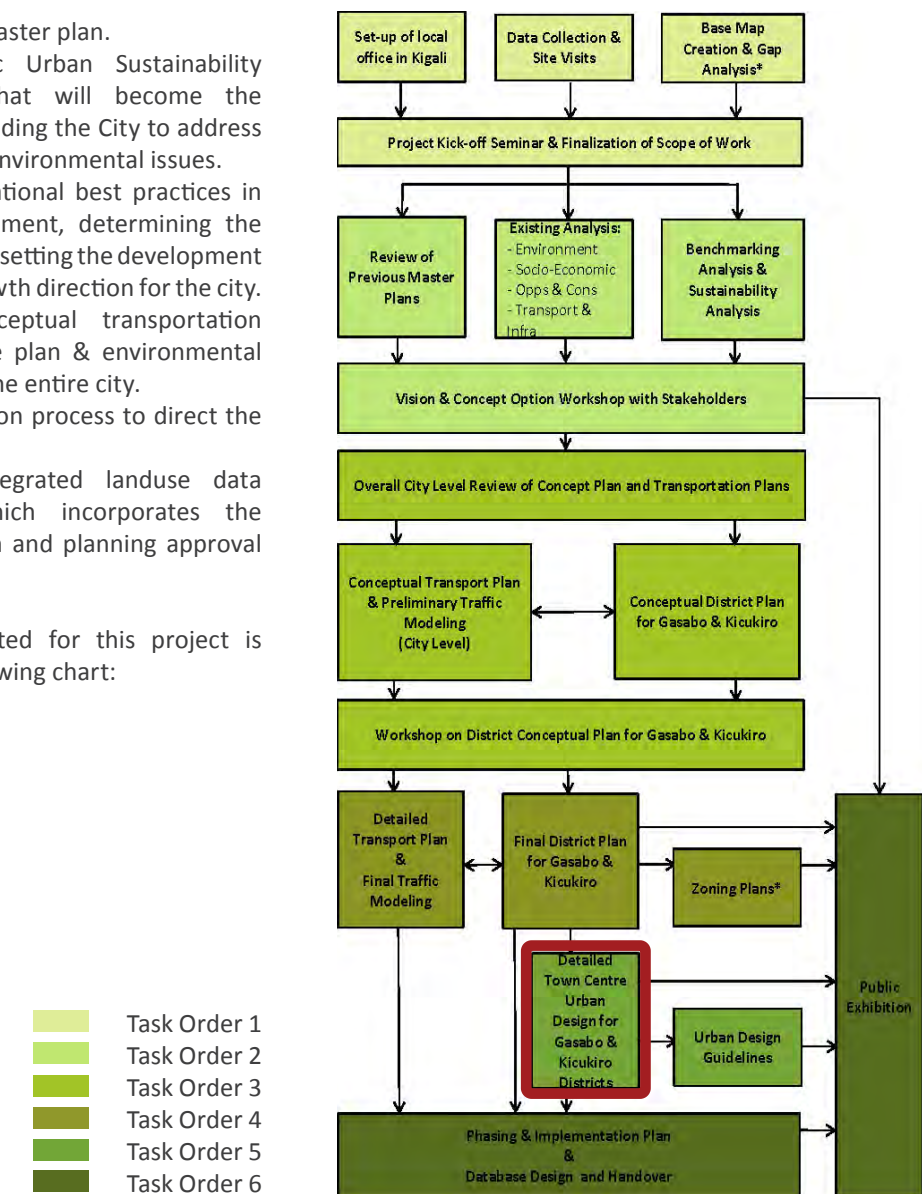 aster plan.
c Urban Sustainability
hat will become the
ding the City to address
nvironmental issues.
ational best practices in
ment, determining the
setting the development
wth direction for the city.
ceptual transportation
e plan & environmental
he entire city.
on process to direct the
egrated landuse data
hich incorporates the
n and planning approval
ted for this project is
wing chart:
Set-up of local
office in Kigali
Data Collection &
Site Visits
Base Map
Creation & Gap
Analysis*
Project Kick-off Seminar & Finalization of Scope of Work
Review of
Previous Master
Plans
Existing Analysis:
- Environment
- Socio-Economic
- Opps & Cons
- Transport &
Infra
Benchmarking
Analysis &
Sustainability
Analysis
Vision & Concept Option Workshop with Stakeholders
Overall City Level Review of Concept Plan and Transportation Plans
Conceptual Transport Plan
& Preliminary Traffic
Modeling
(City Level)
Conceptual District Plan
for Gasabo & Kicukiro
Workshop on District Conceptual Plan for Gasabo & Kicukiro
Detailed
Transport Plan
&
Final Traffic
Modeling
Final District Plan
for Gasabo &
Kicukiro
Zoning Plans*
Detailed
Town Centre
Urban
Design for
Gasabo &
Kicukiro
Districts
Urban Design
Guidelines
Public
Exhibition
Phasing & Implementation Plan
&
Database Design and Handover
Task Order 1
Task Order 2
Task Order 3
Task Order 4
Task Order 5
Task Order 6